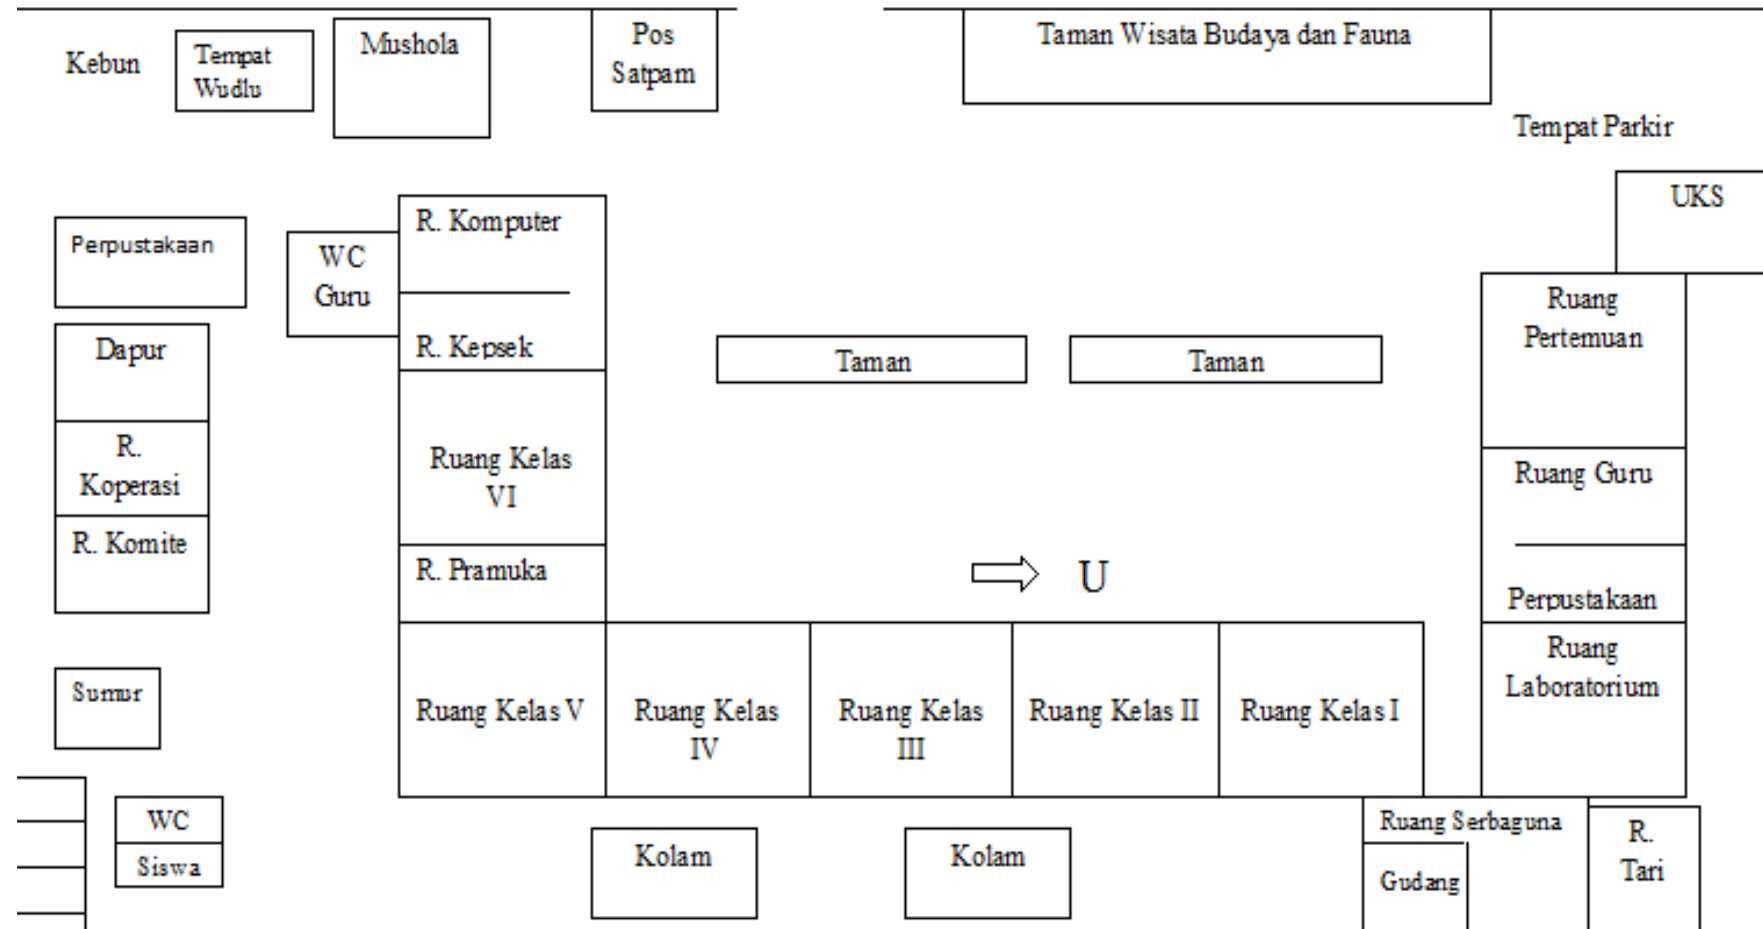 Kebun
Tempat
Wudlu
Mushola
Pos
Satpam
Taman Wisata Budaya dan Fauna
Tempat Parkir
UKS
Perpustakaan
WC
Guru
R. Komputer
R. Kepsek
Ruang
Pertemuan
Dapur
Taman
Taman
R.
Koperasi
Ruang Kelas
VI
Ruang Guru
R. Komite
R. Pramuka
U
Perpustakaan
Ruang
Laboratorium
Sumur
Ruang Kelas V
Ruang Kelas
IV
Ruang Kelas
III
Ruang Kelas II
Ruang Kelas I
WC
Siswa
Kolam
Kolam
Ruang Serbaguna
Gudang
R.
Tari